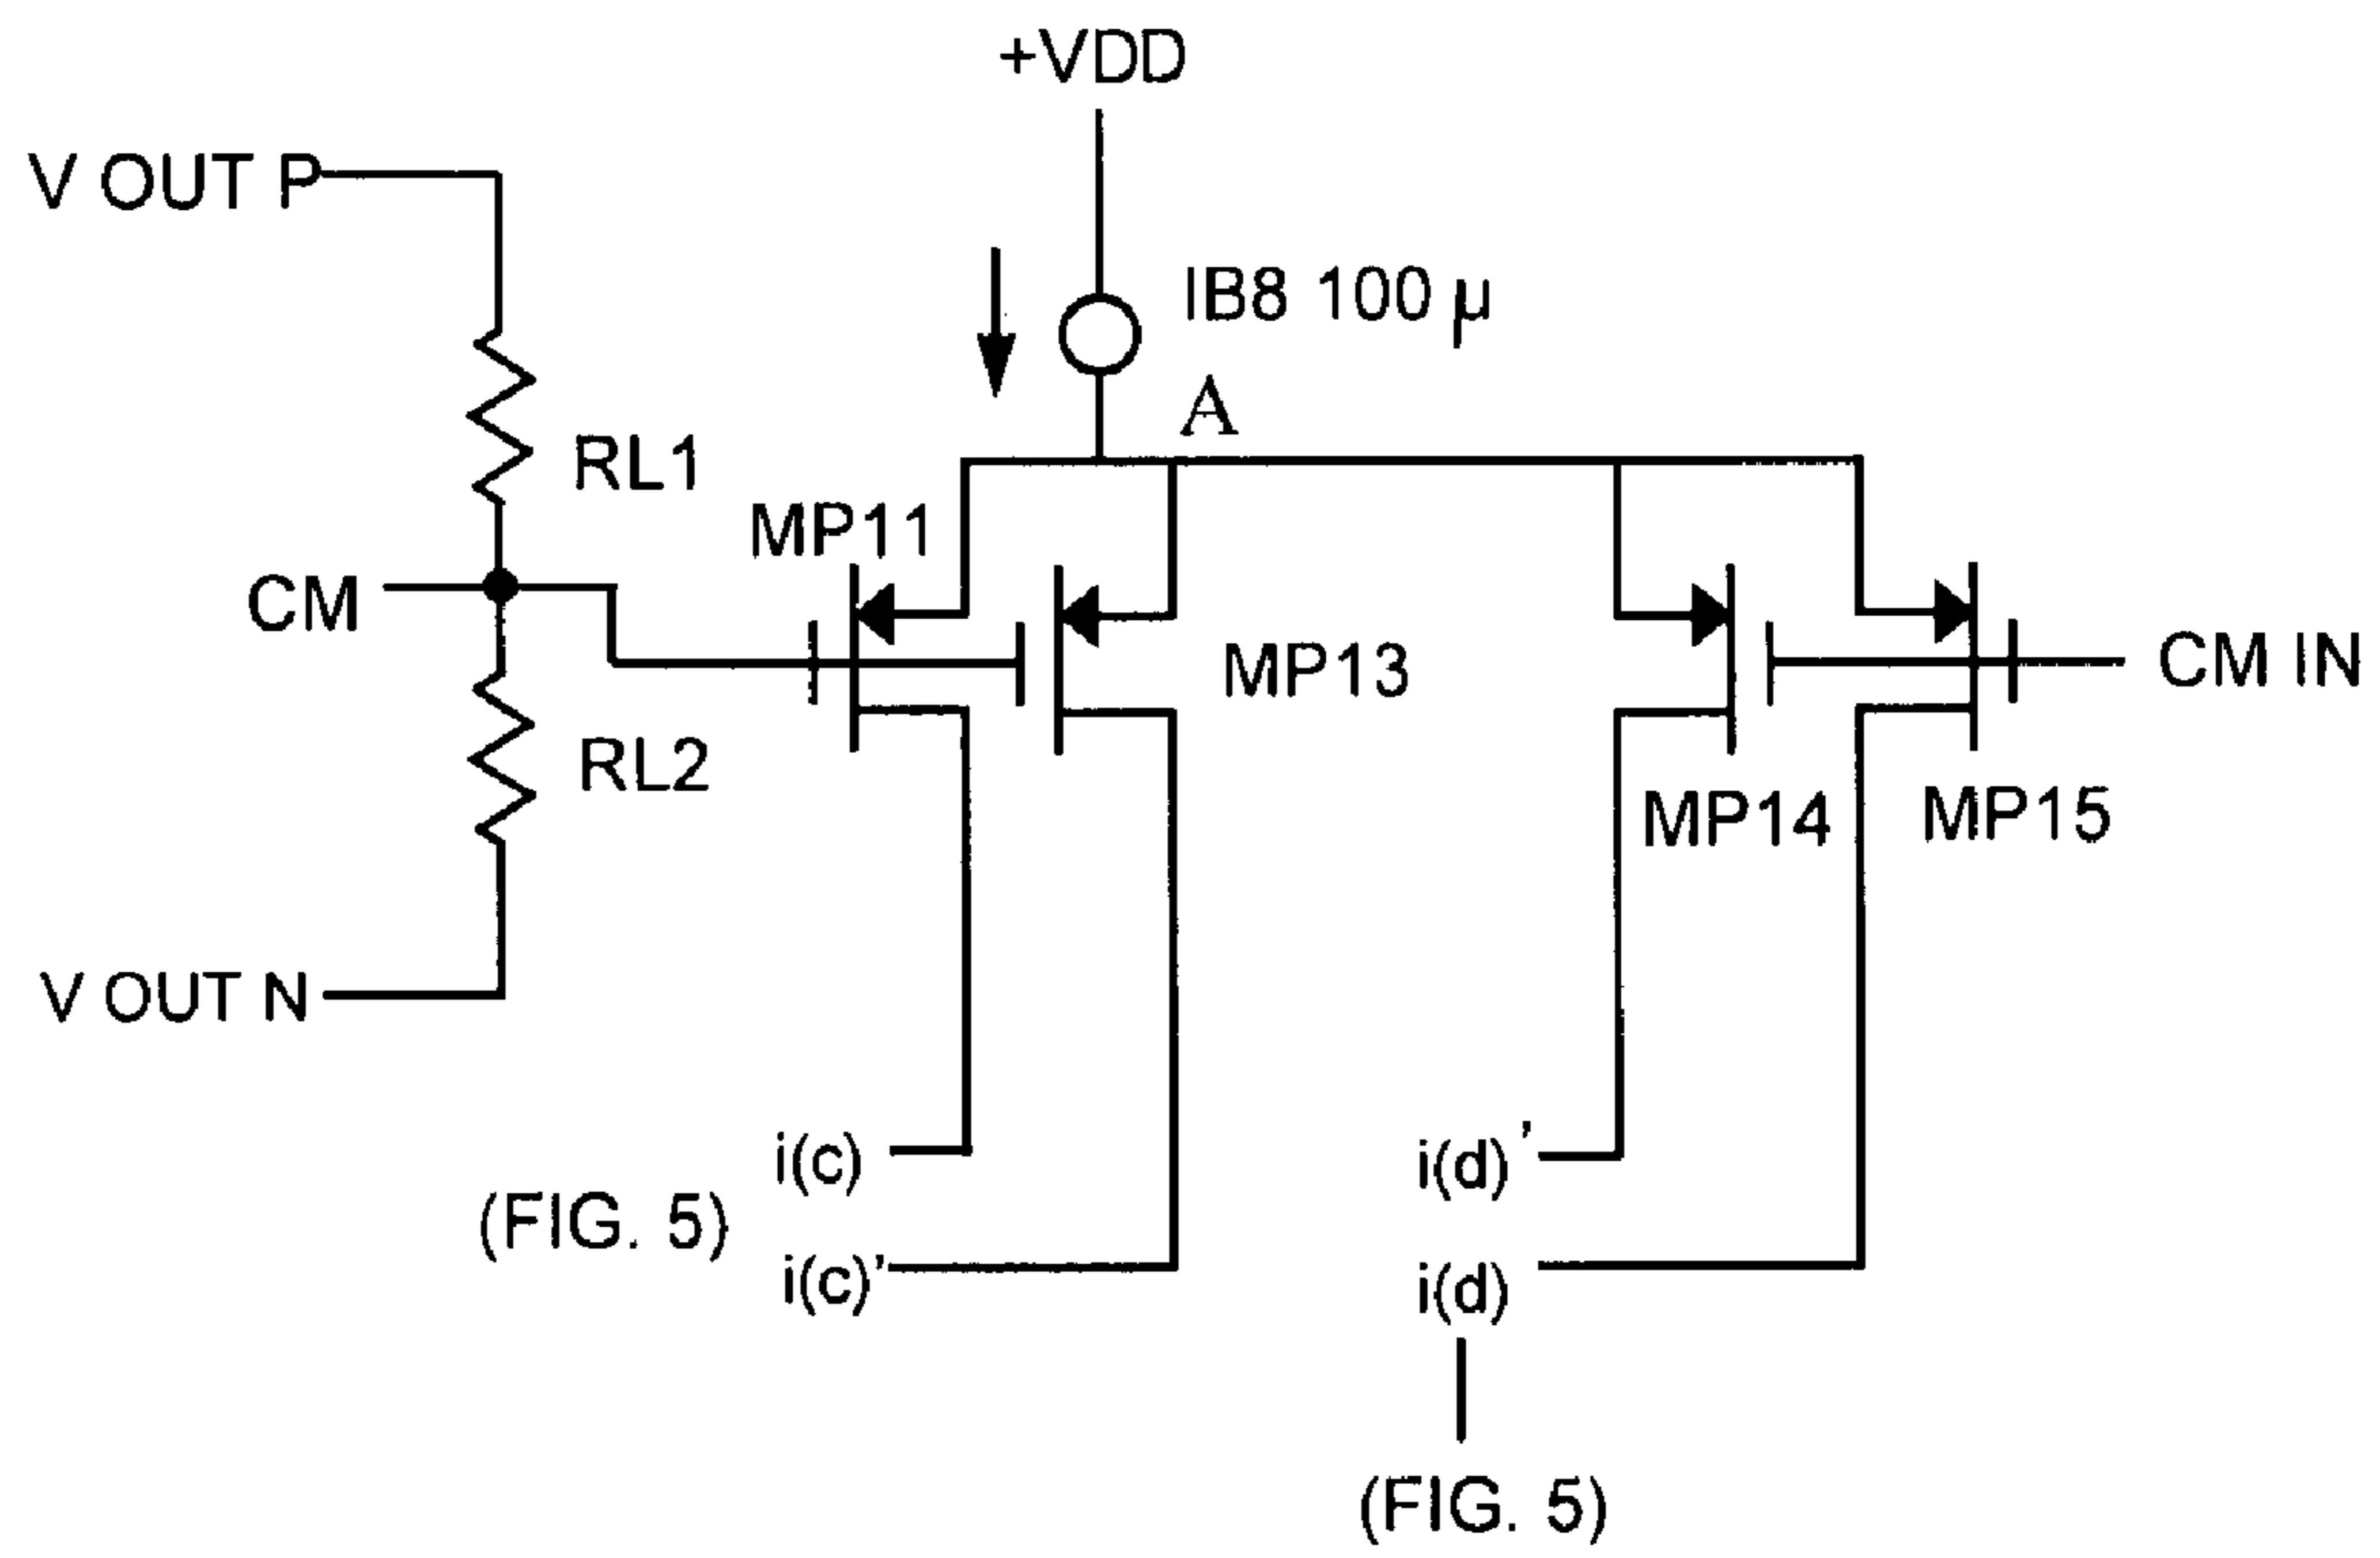 +VDD
V OUT P
IB8 100 µ
A
RL1
MP11
CM
MP13
CM IN
RL2
MP14
MP15
V OUT N
i(c)
i(d)’
(FIG. 5)
i(c)’
i(d)
(FIG. 5)